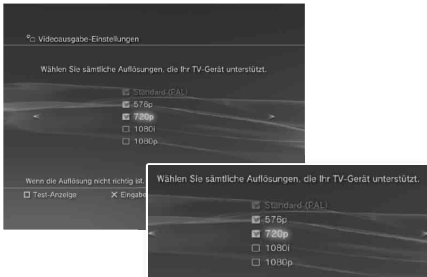 Videoausgabe-Einstellungen
Wählen Sie sämtliche Auflösungen, die Ihr TV-Gerät unterstützt.
Standard (PAL)
576p
720p
1080i
1080p
Wenn die Auflösung nicht richtig ist,
Test-Anzeige
Eingabe
Wählen Sie sämtliche Auflösungen, die Ihr TV-Gerät unterstützt.
Standard (PAL)
576p
720p
1080i
1080p